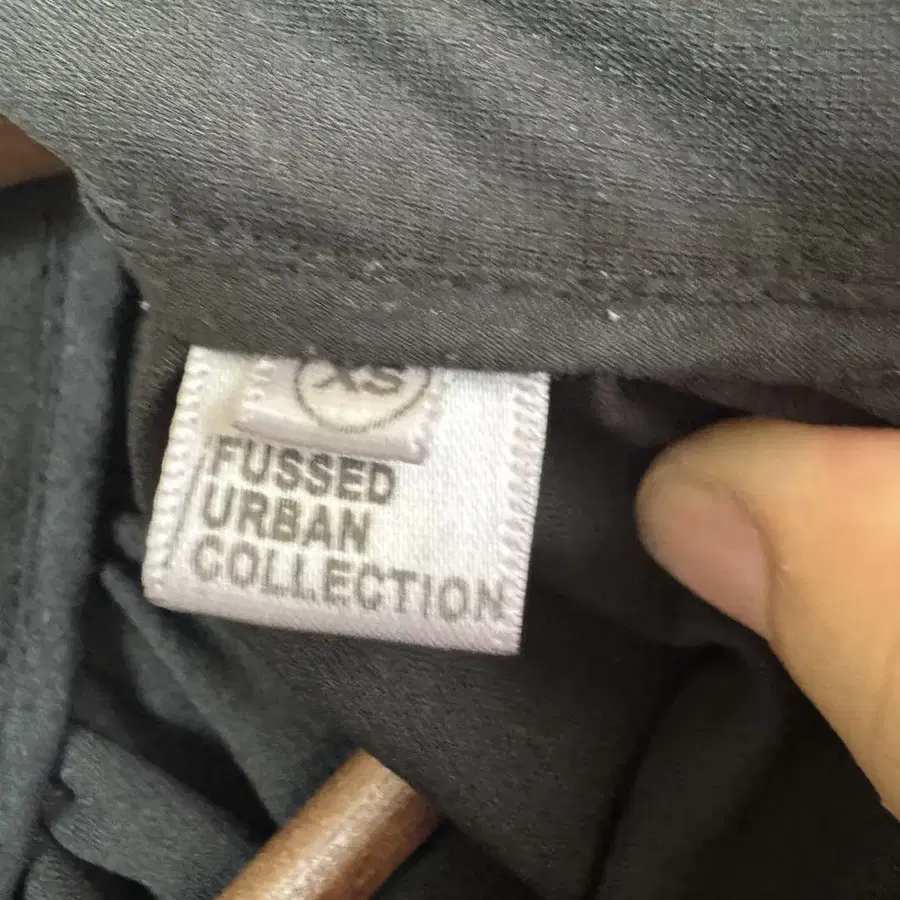 XS
FUSSED
URBAN
COLLECTION